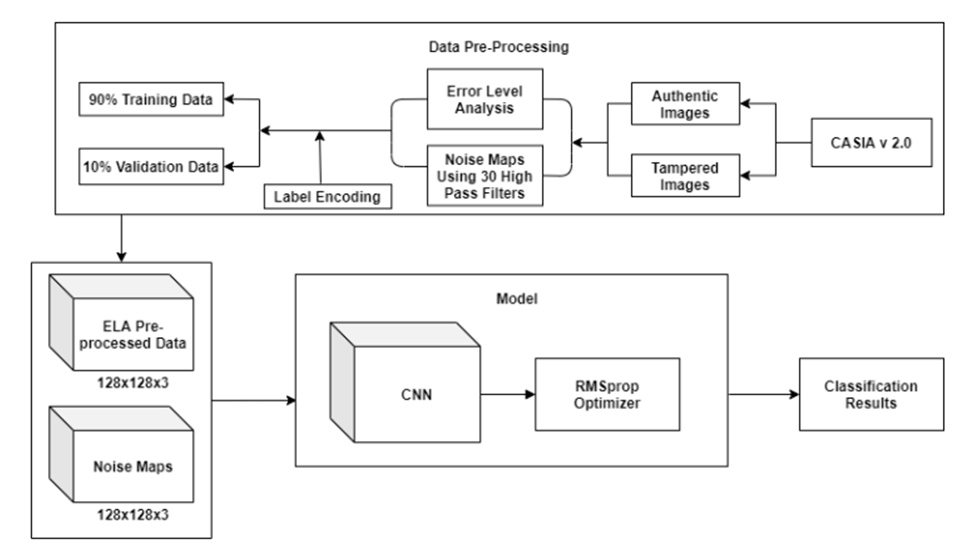 Data Pre-Processing
90% Training Data
10% Validation Data
Label Encoding
Error Level
Analysis
Noise Maps
Using 30 High
Pass Filters
Authentic
Images
Tampered
Images
CASIA v 2.0
ELA Pre-
processed Data
128x128x3
Noise Maps
128x128x3
Model
CNN
RMSprop
Optimizer
Classification
Results